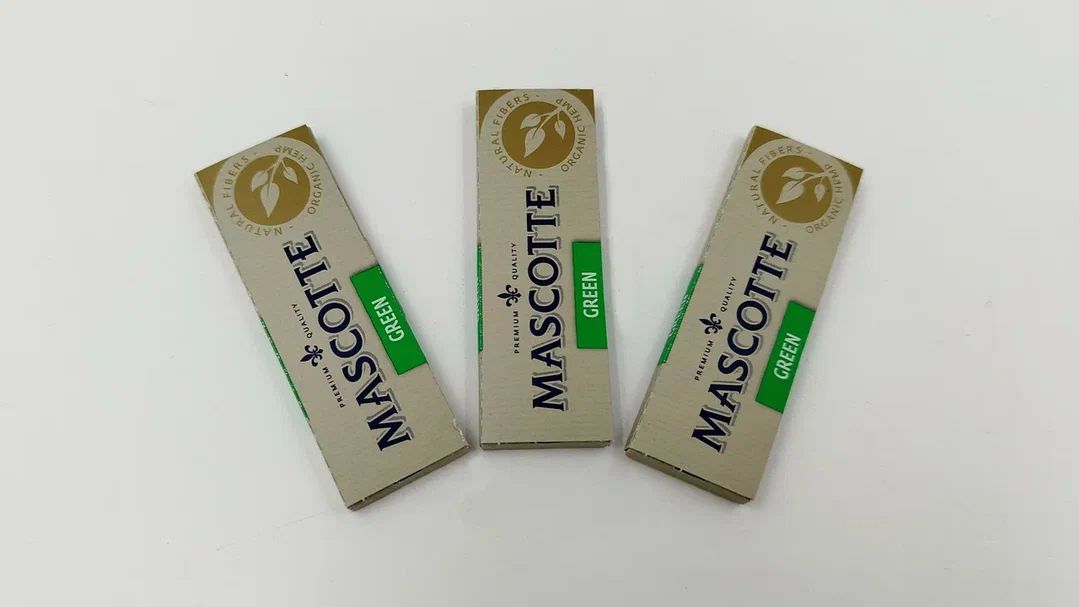 - NATURAL FIBERS -
ORGANIC HEMP
PREMIUM QUALITY
MASCOTTE
GREEN
- NATURAL FIBERS -
ORGANIC HEMP
PREMIUM QUALITY
MASCOTTE
GREEN
- NATURAL FIBERS -
ORGANIC HEMP
PREMIUM QUALITY
MASCOTTE
GREEN